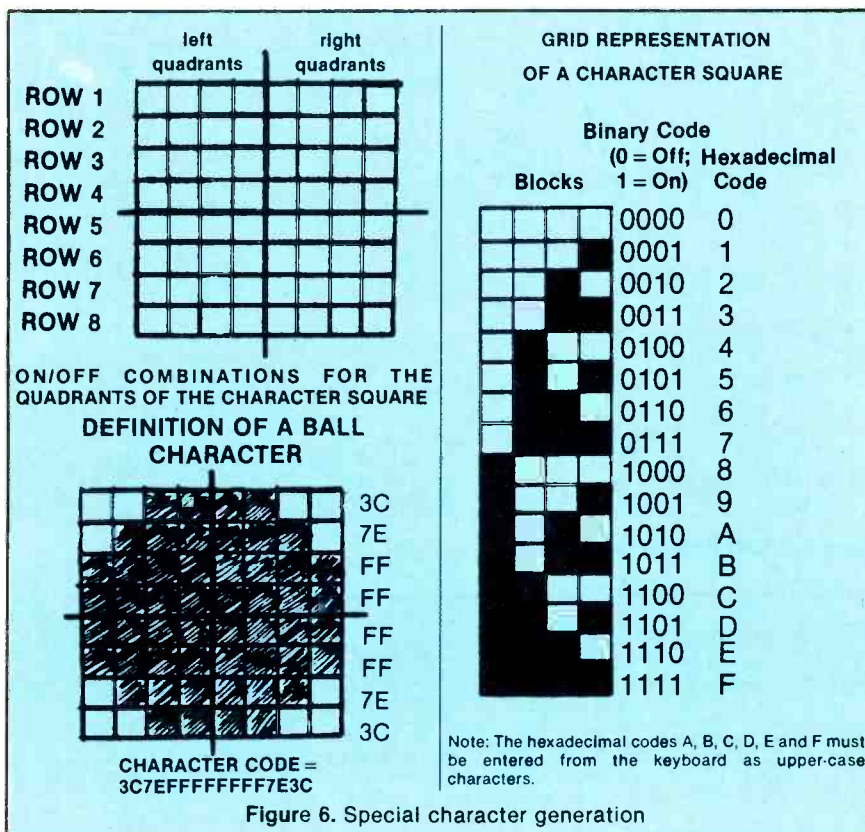 left
quadrants
right
quadrants
ROW 1
ROW 2
ROW 3
ROW 4
ROW 5
ROW 6
ROW 7
ROW 8
ON/OFF COMBINATIONS FOR THE
QUADRANTS OF THE CHARACTER SQUARE
DEFINITION OF A BALL
CHARACTER
3C
7E
FF
FF
FF
FF
7E
3C
CHARACTER CODE =
3C7EFFFFFFFF7E3C
GRID REPRESENTATION
OF A CHARACTER SQUARE
Blocks
Binary Code
(0 = Off;
1 = On)
Hexadecimal
Code
0000 0
0001 1
0010 2
0011 3
0100 4
0101 5
0110 6
0111 7
1000 8
1001 9
1010 A
1011 B
1100 C
1101 D
1110 E
1111 F
Note: The hexadecimal codes A, B, C, D, E and F must
be entered from the keyboard as upper-case
characters.
Figure 6. Special character generation